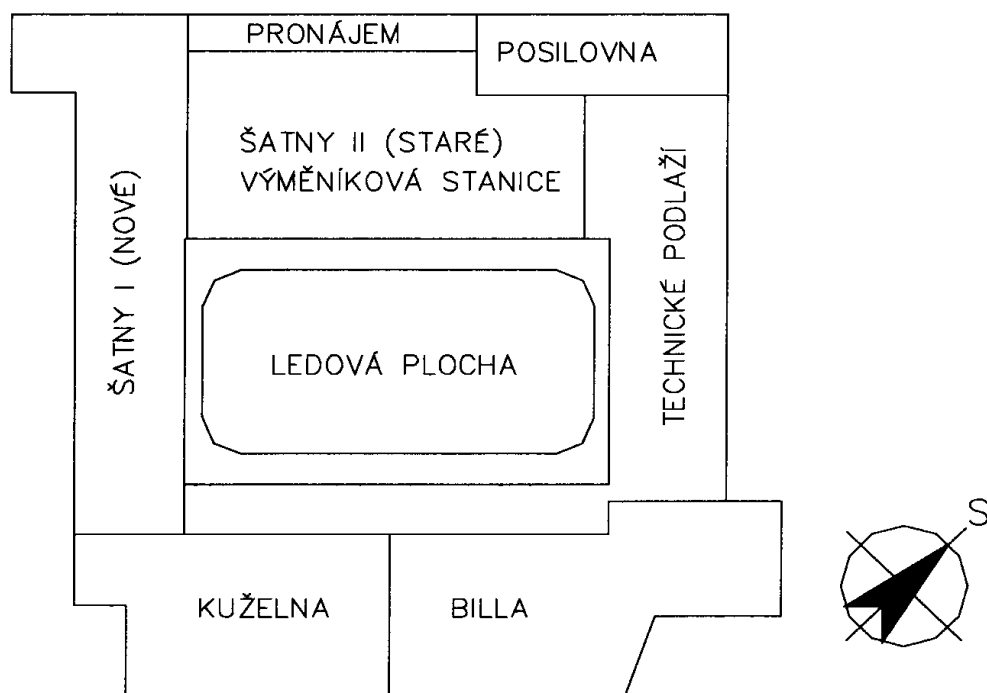 PRONÁJEM
POSILOVNA
ŠATNY II (STARÉ)
VÝMĚNÍKOVÁ STANICE
ŠATNY I (NOVÉ)
TECHNICKÉ PODLAŽÍ
LEDOVÁ PLOCHA
S
KUŽELNA
BILLA